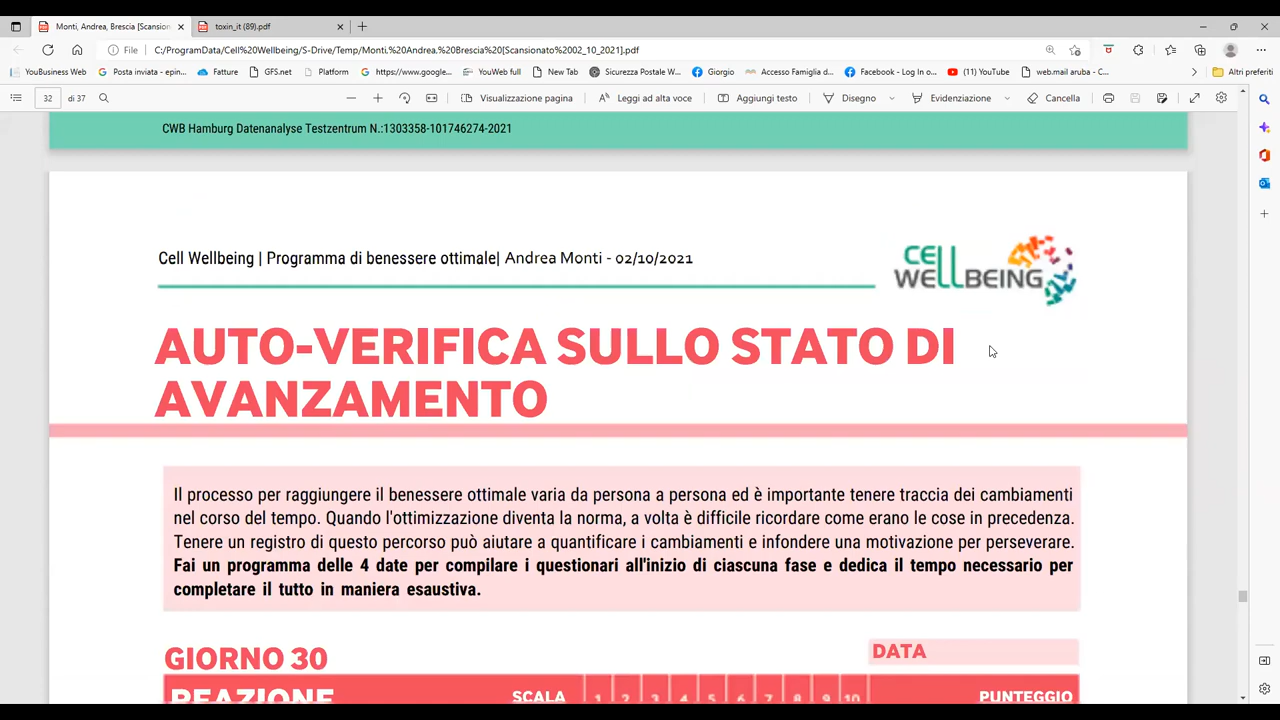 Monti, Andrea, Brescia [Scansion
toxin_it (89).pdf
File
C:/ProgramData/Cell%20Wellbeing/S-Drive/Temp/Monti.%20Andrea.%20Brescia%20[Scansionato%2002_10_2021].pdf
YouBusiness Web
Posta inviata - epin...
Fatture
GFS.net
Platform
https://www.google...
YouWeb full
New Tab
Sicurezza Postale W...
Giorgio
Accesso Famiglia d...
Facebook - Log In o...
(11) YouTube
web.mail aruba - C...
Altri preferiti
32 di 37
Visualizzazione pagina
Leggi ad alta voce
Aggiungi testo
Disegno
Evidenziazione
Cancella
CWB Hamburg Datenanalyse Testzentrum N.:1303358-101746274-2021
Cell Wellbeing | Programma di benessere ottimale| Andrea Monti - 02/10/2021
CELL
WELLBEING
AUTO-VERIFICA SULLO STATO DI
AVANZAMENTO
Il processo per raggiungere il benessere ottimale varia da persona a persona ed è importante tenere traccia dei cambiamenti
nel corso del tempo. Quando l'ottimizzazione diventa la norma, a volta è difficile ricordare come erano le cose in precedenza.
Tenere un registro di questo percorso può aiutare a quantificare i cambiamenti e infondere una motivazione per perseverare.
Fai un programma delle 4 date per compilare i questionari all'inizio di ciascuna fase e dedica il tempo necessario per
completare il tutto in maniera esaustiva.
GIORNO 30
DATA
REAZIONE
SCALA 1 2 3 4 5 6 7 8 9 10 PUNTEGGIO